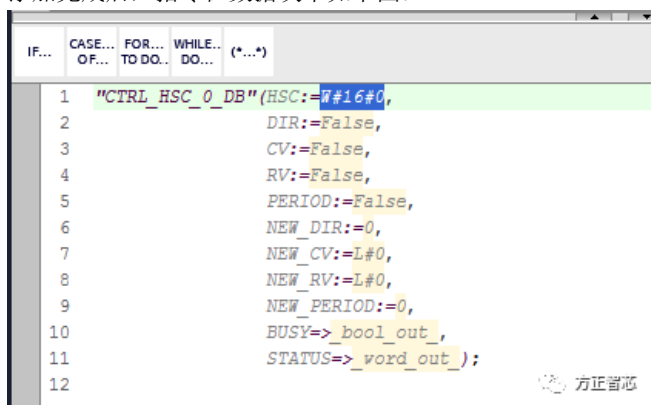 IF... CASE... OF... FOR... TO DO.. WHILE.. DO... (*...*)
1 "CTRL_HSC_0_DB"(HSC:=W#16#0,
2 DIR:=False,
3 CV:=False,
4 RV:=False,
5 PERIOD:=False,
6 NEW_DIR:=0,
7 NEW_CV:=L#0,
8 NEW_RV:=L#0,
9 NEW_PERIOD:=0,
10 BUSY=>_bool_out_,
11 STATUS=>_word_out_);
12
方正智芯